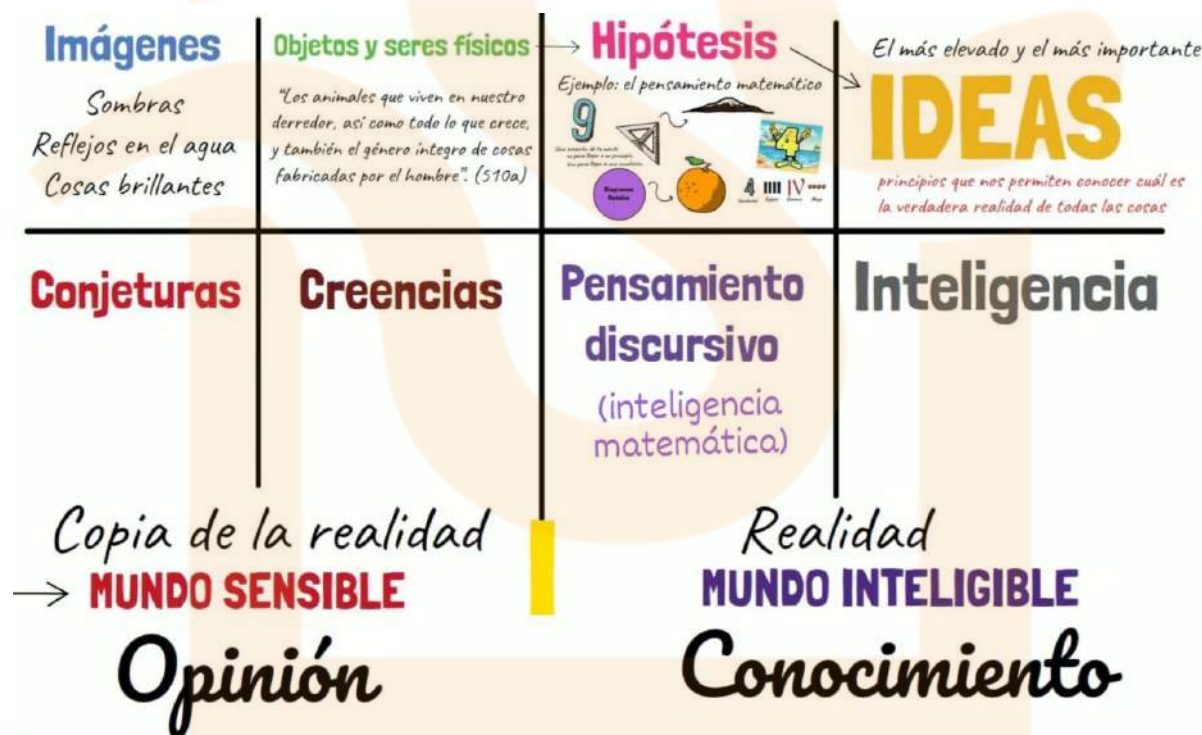 Imágenes
Sombras
Reflejos en el agua
Cosas brillantes
Objetos y seres físicos
"Los animales que viven en nuestro
derredor, así como todo lo que crece,
y también el género íntegro de cosas
fabricadas por el hombre". (510a)
Hipótesis
Ejemplo: el pensamiento matemático
9
4
4 IIII IV
El más elevado y el más importante
IDEAS
principios que nos permiten conocer cuál es
la verdadera realidad de todas las cosas
Conjeturas
Creencias
Pensamiento
discursivo
(inteligencia
matemática)
Inteligencia
Copia de la realidad
MUNDO SENSIBLE
Opinión
Realidad
MUNDO INTELIGIBLE
Conocimiento